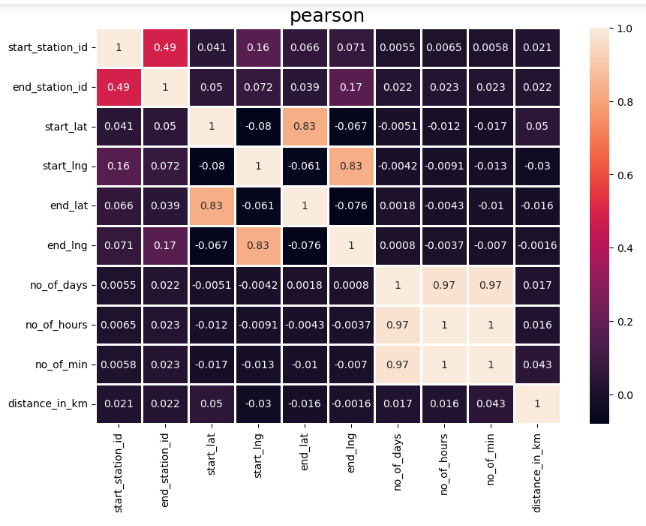 pearson
start_station_id 1 0.49 0.041 0.16 0.066 0.071 0.0055 0.0065 0.0058 0.021
end_station_id 0.49 1 0.05 0.072 0.039 0.17 0.022 0.023 0.023 0.022
start_lat 0.041 0.05 1 -0.08 0.83 -0.067 -0.0051 -0.012 -0.017 0.05
start_lng 0.16 0.072 -0.08 1 -0.061 0.83 -0.0042 -0.0091 -0.013 -0.03
end_lat 0.066 0.039 0.83 -0.061 1 -0.076 0.0018 -0.0043 -0.01 -0.016
end_lng 0.071 0.17 -0.067 0.83 -0.076 1 0.0008 -0.0037 -0.007 -0.0016
no_of_days 0.0055 0.022 -0.0051 -0.0042 0.0018 0.0008 1 0.97 0.97 0.017
no_of_hours 0.0065 0.023 -0.012 -0.0091 -0.0043 -0.0037 0.97 1 1 0.016
no_of_min 0.0058 0.023 -0.017 -0.013 -0.01 -0.007 0.97 1 1 0.043
distance_in_km 0.021 0.022 0.05 -0.03 -0.016 -0.0016 0.017 0.016 0.043 1
start_station_id
end_station_id
start_lat
start_lng
end_lat
end_lng
no_of_days
no_of_hours
no_of_min
distance_in_km
1.0
0.8
0.6
0.4
0.2
0.0